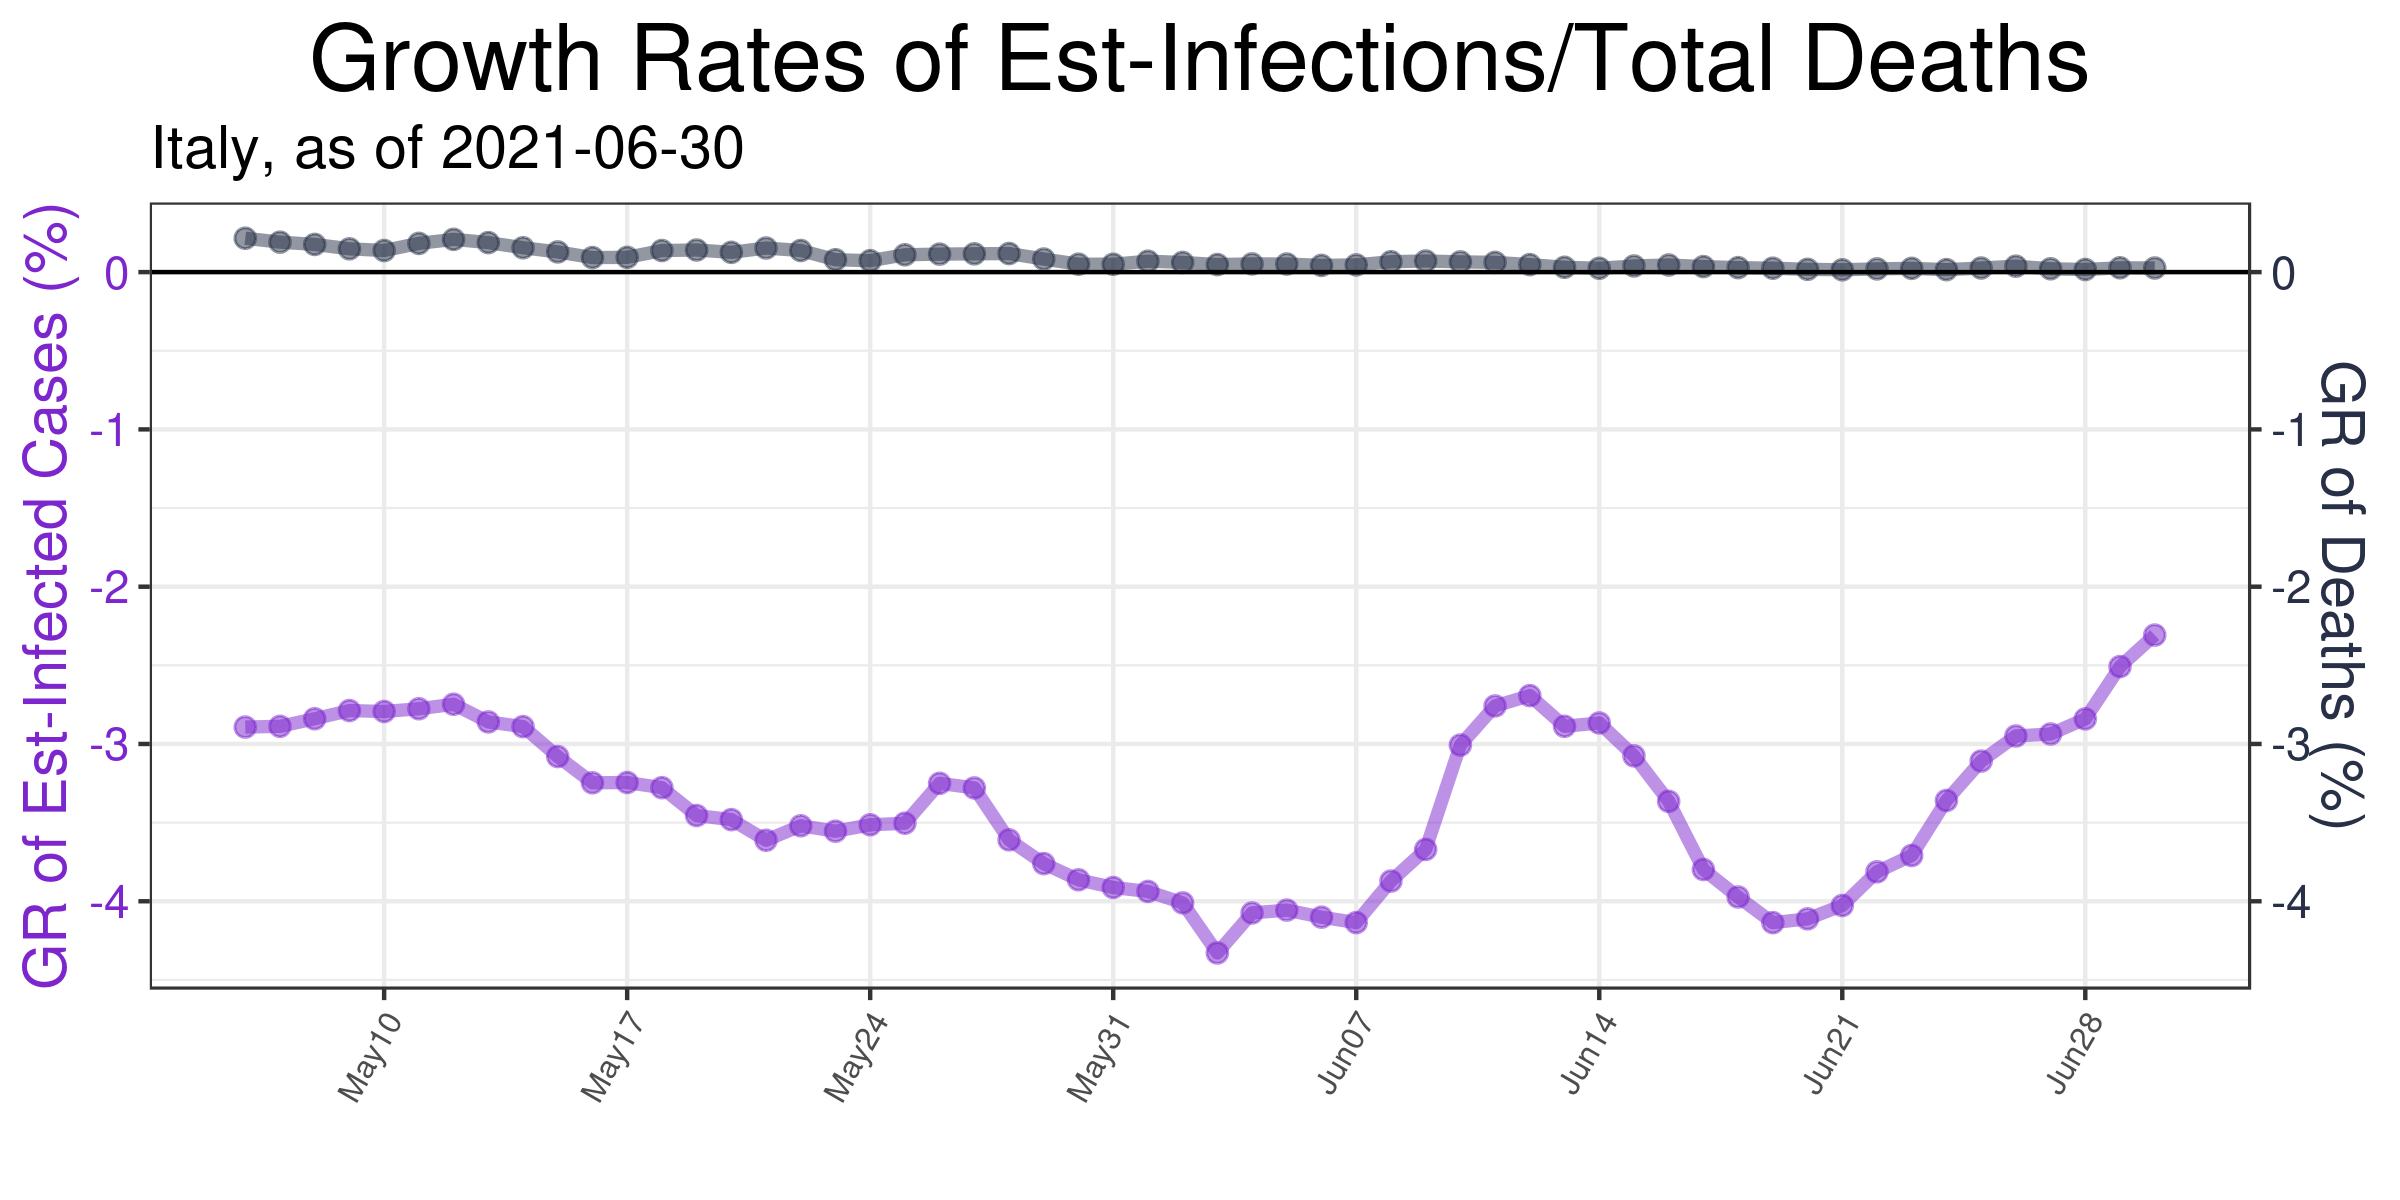 Growth Rates of Est-Infections/Total Deaths
Italy, as of 2021-06-30
GR of Est-Infected Cases (%)
0
-1
-2
-3
-4
0
-1
-2
-3
-4
GR of Deaths (%)
May10
May17
May24
May31
Jun07
Jun14
Jun21
Jun28